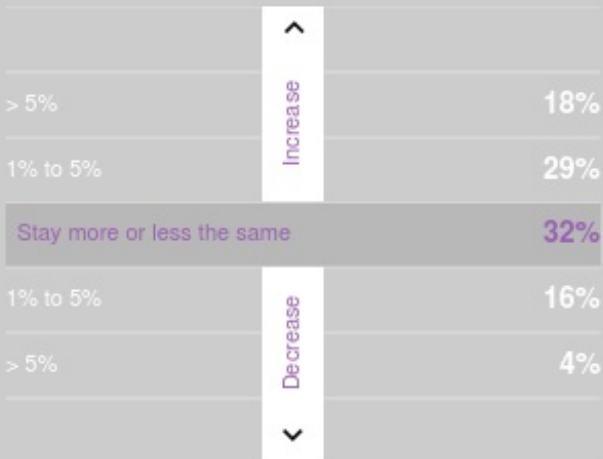 > 5%
18%
Increase
1% to 5%
29%
Stay more or less the same
32%
1% to 5%
16%
Decrease
> 5%
4%